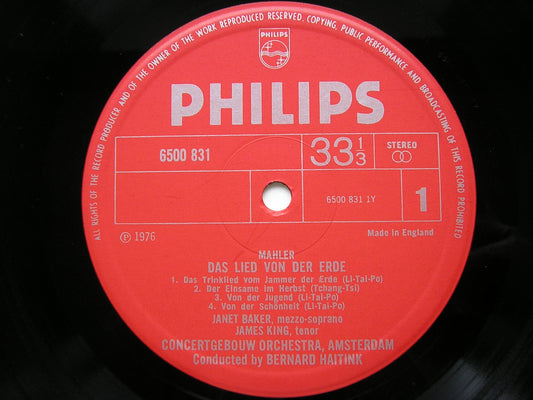 ALL RIGHTS OF THE RECORD PRODUCER AND OF THE OWNER OF THE WORK REPRODUCED RESERVED. COPYING, PUBLIC PERFORMANCE AND BROADCASTING OF THIS RECORD PROHIBITED
PHILIPS
PHILIPS
6500 831
33 1/3
STEREO
6500 831 1Y
1
Ⓟ 1976
Made in England
MAHLER
DAS LIED VON DER ERDE
1. Das Trinklied vom Jammer der Erde (Li-Tai-Po)
2. Der Einsame im Herbst (Tchang-Tsi)
3. Von der Jugend (Li-Tai-Po)
4. Von der Schönheit (Li-Tai-Po)
JANET BAKER, mezzo-soprano
JAMES KING, tenor
CONCERTGEBOUW ORCHESTRA, AMSTERDAM
Conducted by BERNARD HAITINK